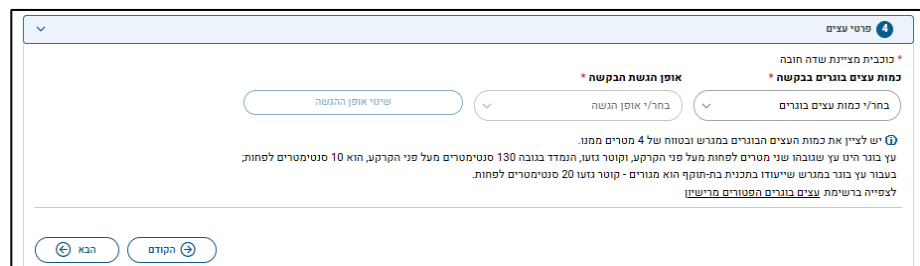 4 פרטי עצים
* כוכבית מציינת שדה חובה
כמות עצים בוגרים בבקשה * אופן הגשת הבקשה *
בחר/י כמות עצים בוגרים בחר/י אופן הגשה שינוי אופן ההגשה
יש לציין את כמות העצים הבוגרים במגרש ובטווח של 4 מטרים ממנו.
עץ בוגר הינו עץ שגובהו שני מטרים לפחות מעל פני הקרקע, וקוטר גזעו, הנמדד בגובה 130 סנטימטרים מעל פני הקרקע, הוא 10 סנטימטרים לפחות;
בעבור עץ בוגר במגרש שייעודו בתכנית בת-תוקף הוא מגורים - קוטר גזעו 20 סנטימטרים לפחות.
לצפייה ברשימת עצים בוגרים הפטורים מרישיון
הקודם הבא